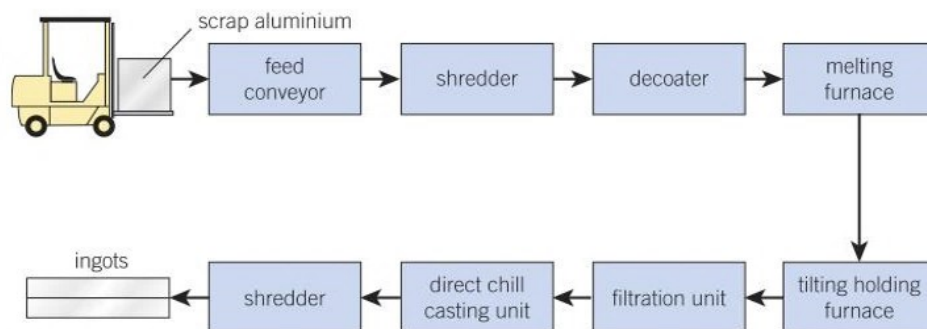 scrap aluminium
feed
conveyor
shredder
decoater
melting
furnace
tilting holding
furnace
filtration unit
direct chill
casting unit
shredder
ingots